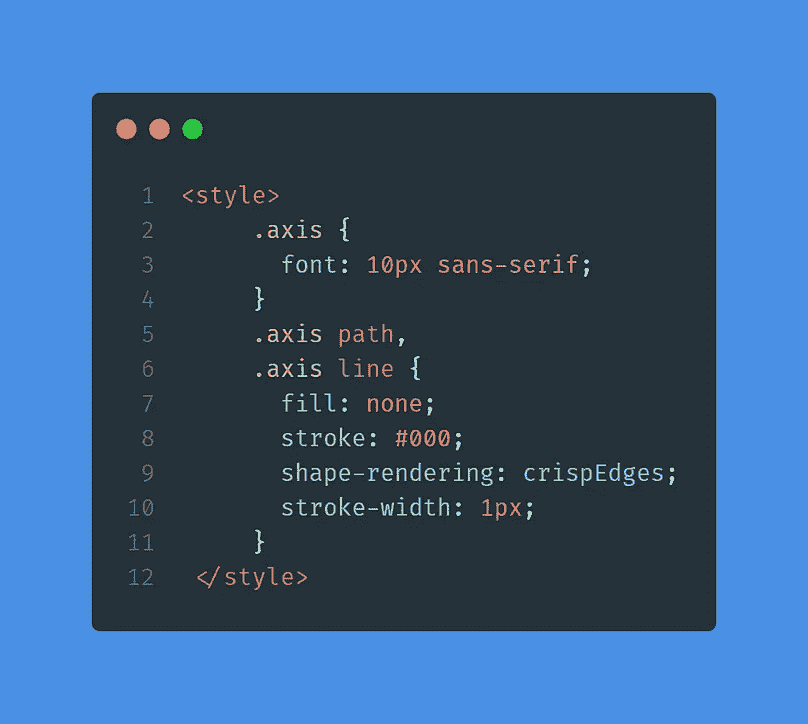 1 <style>
2 .axis {
3 font: 10px sans-serif;
4 }
5 .axis path,
6 .axis line {
7 fill: none;
8 stroke: #000;
9 shape-rendering: crispEdges;
10 stroke-width: 1px;
11 }
12 </style>